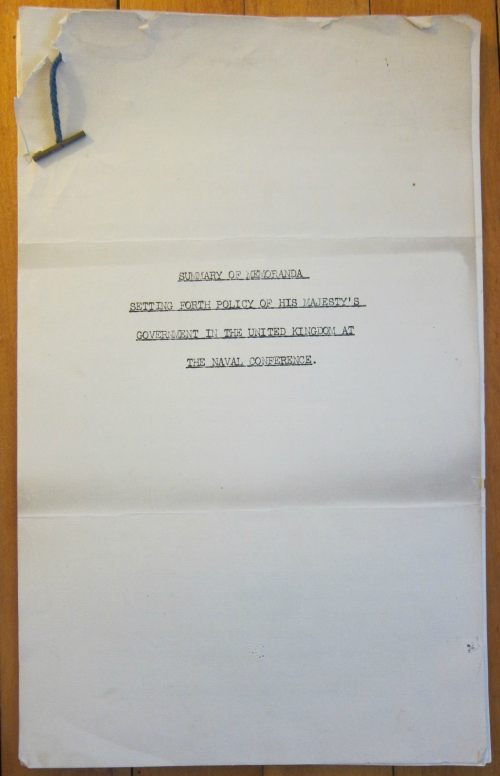 SUMMARY OF MEMORANDA
SETTING FORTH POLICY OF HIS MAJESTY'S
GOVERNMENT IN THE UNITED KINGDOM AT
THE NAVAL CONFERENCE.